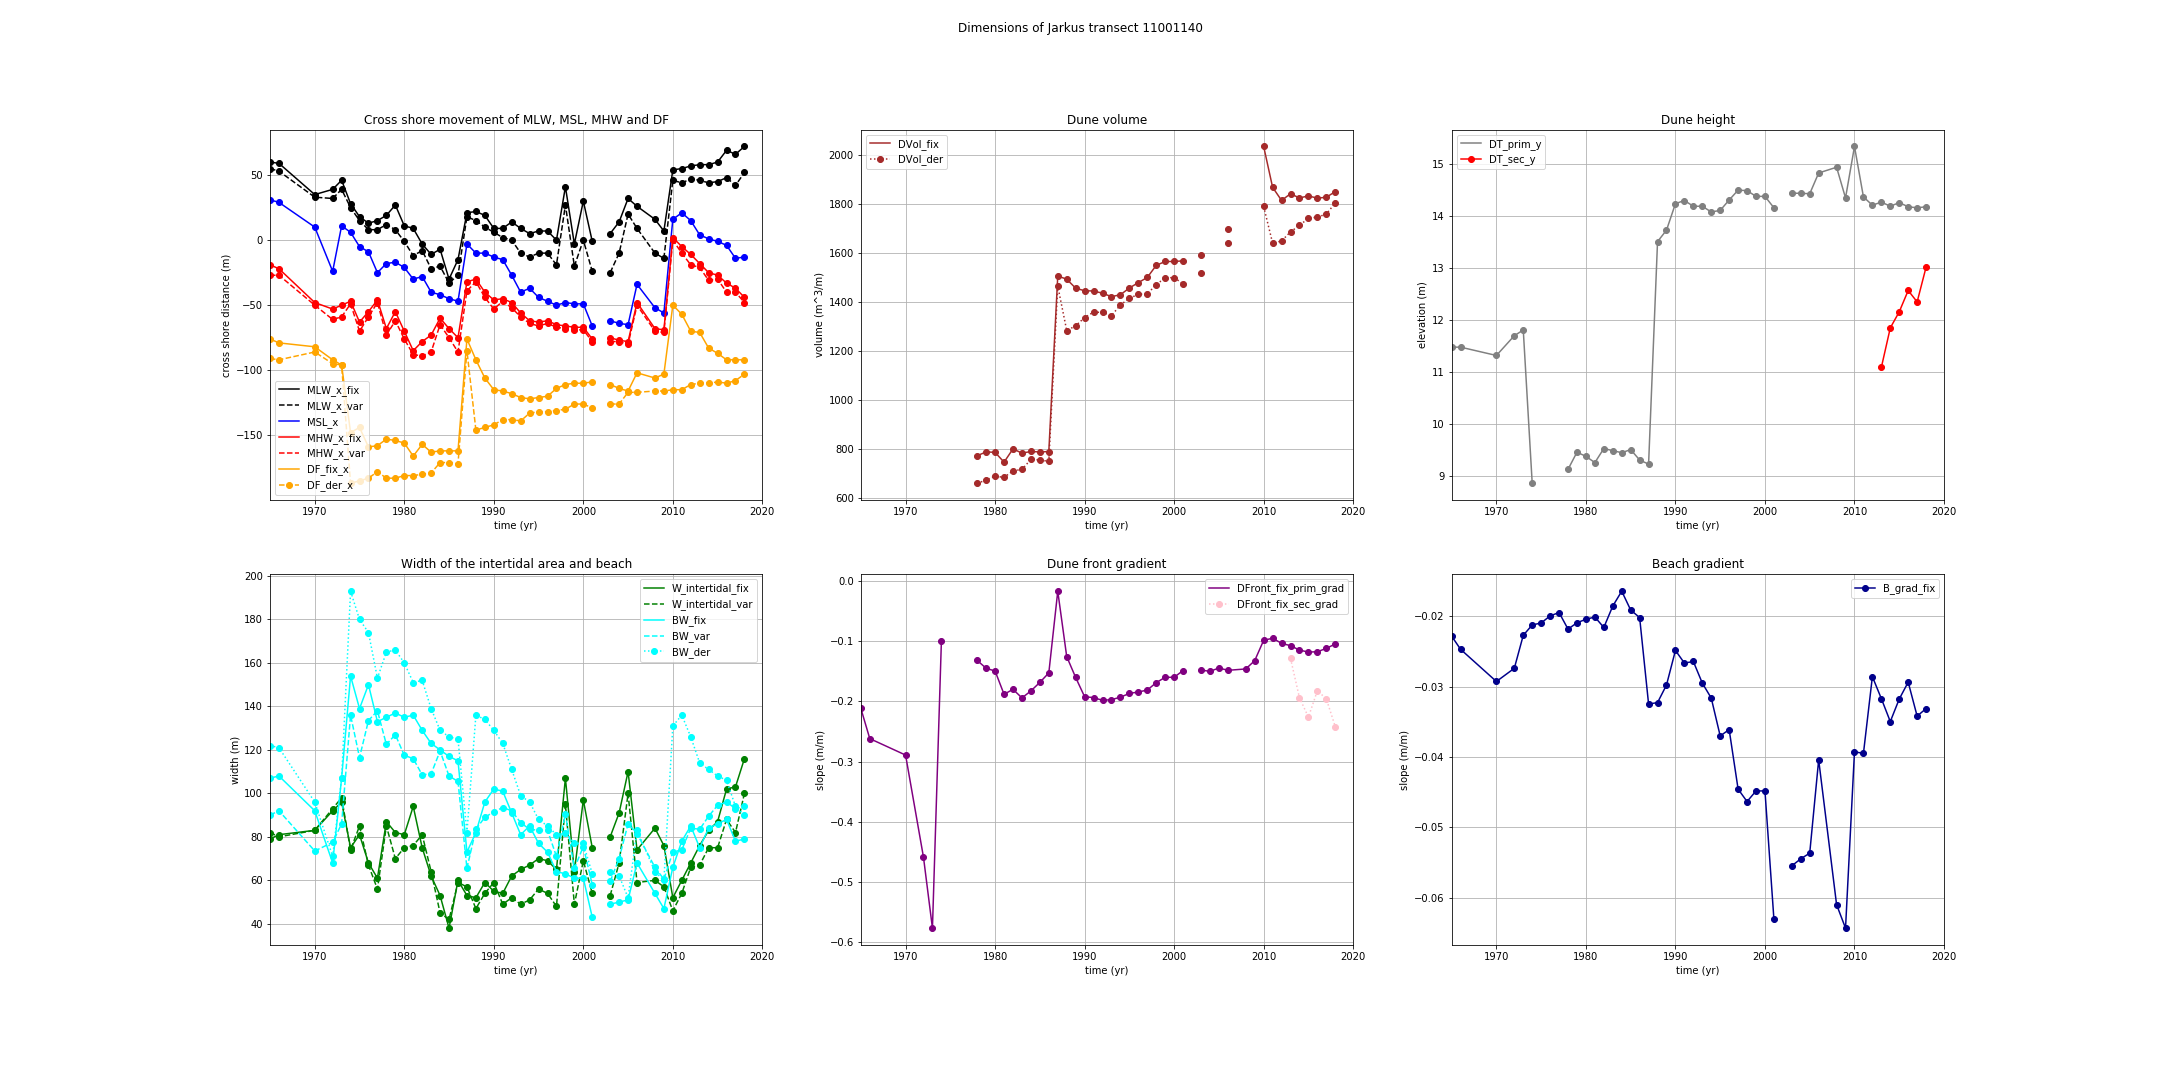 Dimensions of Jarkus transect 11001140
Cross shore movement of MLW, MSL, MHW and DF
cross shore distance (m)
50
0
−50
−100
−150
MLW_x_fix
MLW_x_var
MSL_x
MHW_x_fix
MHW_x_var
DF_fix_x
DF_der_x
1970 1980 1990 2000 2010 2020
time (yr)
Dune volume
volume (m^3/m)
2000
1800
1600
1400
1200
1000
800
600
DVol_fix
DVol_der
1970 1980 1990 2000 2010 2020
time (yr)
Dune height
elevation (m)
15
14
13
12
11
10
9
DT_prim_y
DT_sec_y
1970 1980 1990 2000 2010 2020
time (yr)
Width of the intertidal area and beach
width (m)
200
180
160
140
120
100
80
60
40
W_intertidal_fix
W_intertidal_var
BW_fix
BW_var
BW_der
1970 1980 1990 2000 2010 2020
time (yr)
Dune front gradient
slope (m/m)
0.0
−0.1
−0.2
−0.3
−0.4
−0.5
−0.6
DFront_fix_prim_grad
DFront_fix_sec_grad
1970 1980 1990 2000 2010 2020
time (yr)
Beach gradient
slope (m/m)
−0.02
−0.03
−0.04
−0.05
−0.06
B_grad_fix
1970 1980 1990 2000 2010 2020
time (yr)